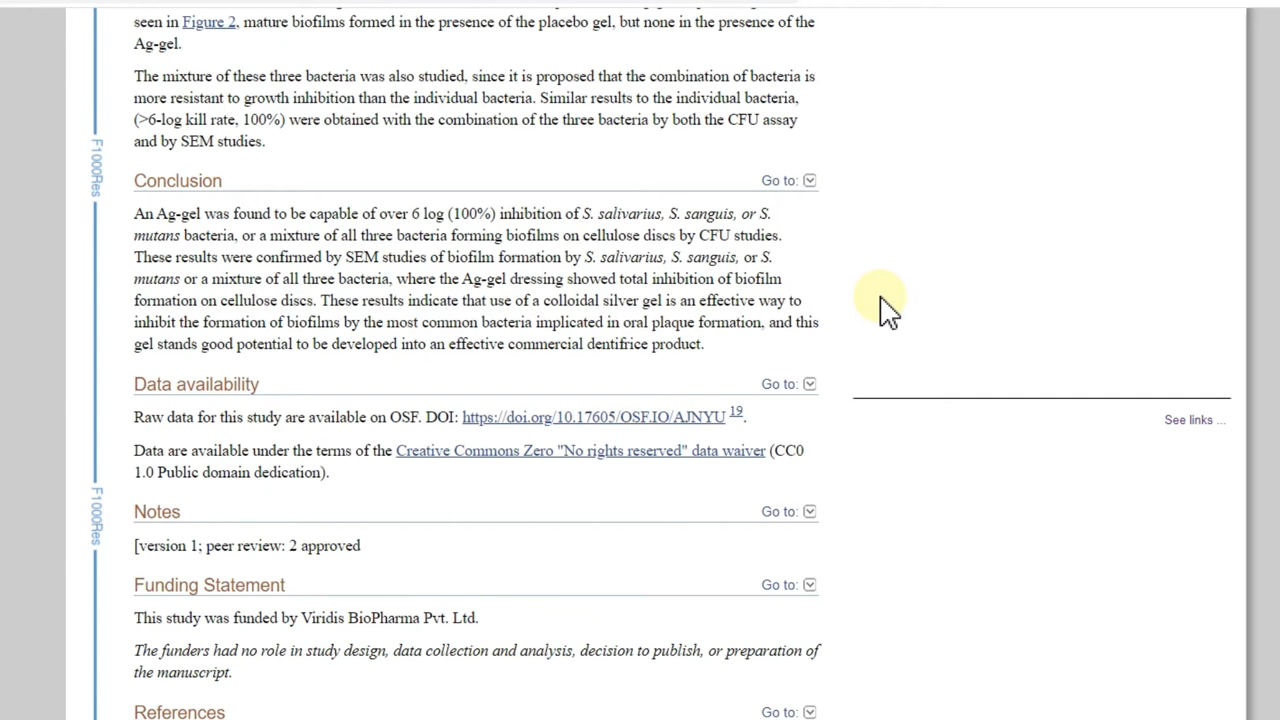 seen in Figure 2, mature biofilms formed in the presence of the placebo gel, but none in the presence of the
Ag-gel.
The mixture of these three bacteria was also studied, since it is proposed that the combination of bacteria is
more resistant to growth inhibition than the individual bacteria. Similar results to the individual bacteria,
(>6-log kill rate, 100%) were obtained with the combination of the three bacteria by both the CFU assay
and by SEM studies.
F1000Res
Conclusion Go to:
An Ag-gel was found to be capable of over 6 log (100%) inhibition of S. salivarius, S. sanguis, or S.
mutans bacteria, or a mixture of all three bacteria forming biofilms on cellulose discs by CFU studies.
These results were confirmed by SEM studies of biofilm formation by S. salivarius, S. sanguis, or S.
mutans or a mixture of all three bacteria, where the Ag-gel dressing showed total inhibition of biofilm
formation on cellulose discs. These results indicate that use of a colloidal silver gel is an effective way to
inhibit the formation of biofilms by the most common bacteria implicated in oral plaque formation, and this
gel stands good potential to be developed into an effective commercial dentifrice product.
Data availability Go to:
Raw data for this study are available on OSF. DOI: https://doi.org/10.17605/OSF.IO/AJNYU 19.
See links ...
Data are available under the terms of the Creative Commons Zero "No rights reserved" data waiver (CC0
1.0 Public domain dedication).
F1000Res
Notes Go to:
[version 1; peer review: 2 approved
Funding Statement Go to:
This study was funded by Viridis BioPharma Pvt. Ltd.
The funders had no role in study design, data collection and analysis, decision to publish, or preparation of
the manuscript.
References Go to: